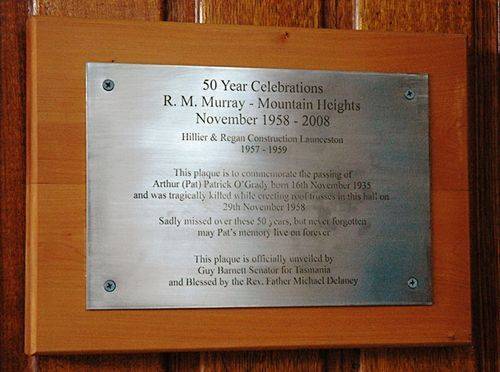 50 Year Celebrations
R. M. Murray - Mountain Heights
November 1958 - 2008
Hillier & Regan Construction Launceston
1957 - 1959
This plaque is to commemorate the passing of
Arthur (Pat) Patrick O'Grady born 16th November 1935
and was tragically killed while erecting roof trusses in this hall on
29th November 1958
Sadly missed over these 50 years, but never forgotten
may Pat's memory live on forever
This plaque is officially unveiled by
Guy Barnett Senator for Tasmania
and Blessed by the Rev. Father Michael Delaney